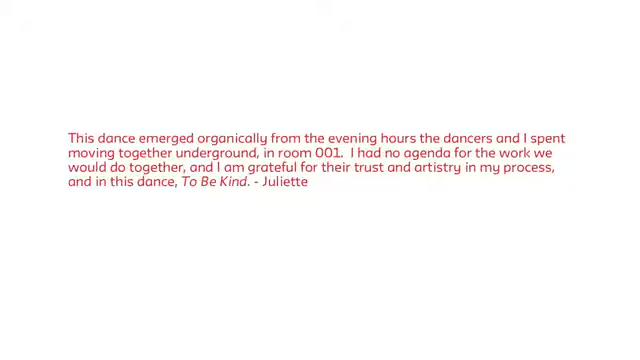 This dance emerged organically from the evening hours the dancers and I spent
moving together underground, in room 001.  I had no agenda for the work we
would do together, and I am grateful for their trust and artistry in my process,
and in this dance, To Be Kind. - Juliette